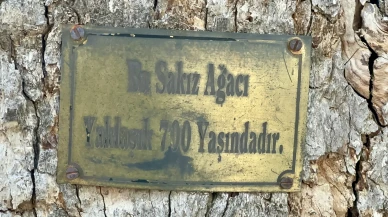 Bu Sakız Ağacı
Yaklaşık 700 Yaşındadır.